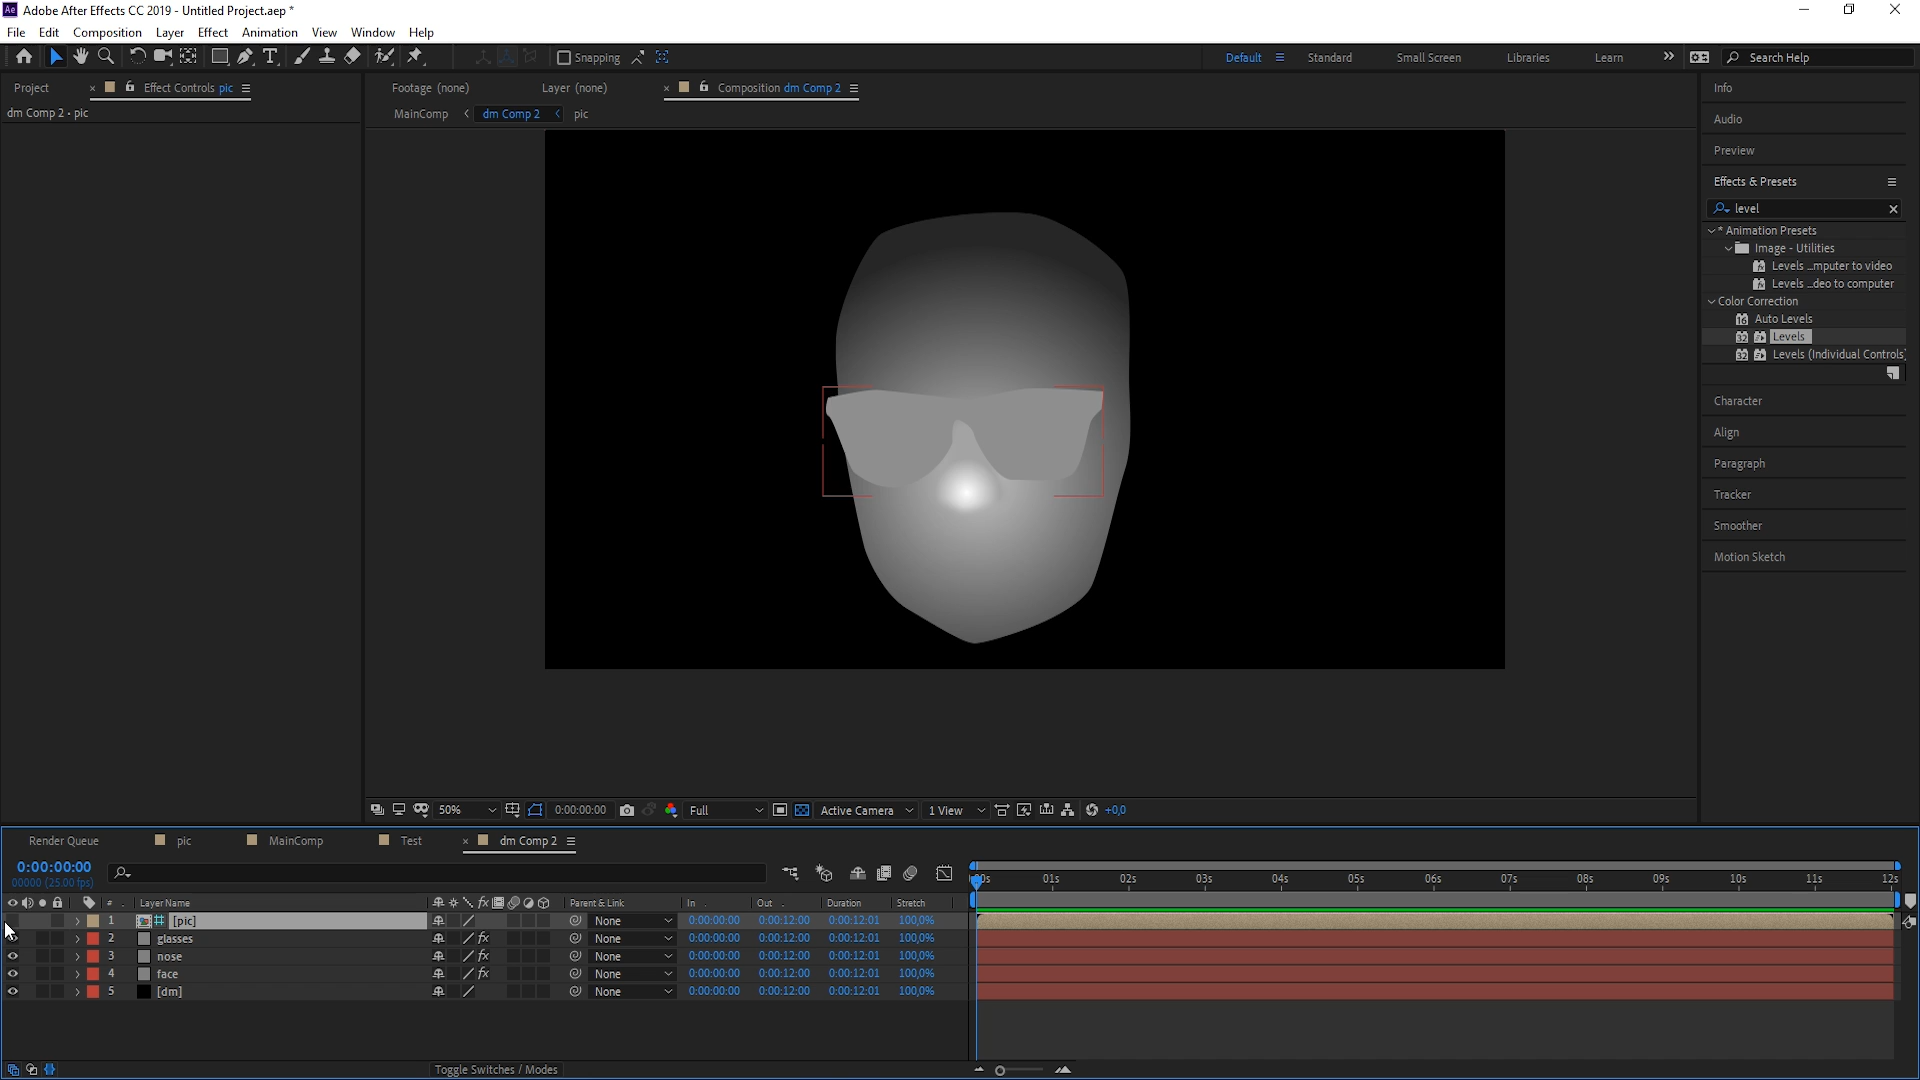 Ae Adobe After Effects CC 2019 - Untitled Project.aep *
File Edit Composition Layer Effect Animation View Window Help
Snapping Default Standard Small Screen Libraries Learn Search Help
Project Effect Controls pic Footage (none) Layer (none) Composition dm Comp 2
dm Comp 2 • pic
MainComp dm Comp 2 pic
Info
Audio
Preview
Effects & Presets
level
* Animation Presets
Image - Utilities
Levels ...mputer to video
Levels ...deo to computer
Color Correction
16 Auto Levels
32 Levels
32 Levels (Individual Controls)
Character
Align
Paragraph
Tracker
Smoother
Motion Sketch
50% 0:00:00:00 Full Active Camera 1 View +0,0
Render Queue pic MainComp Test dm Comp 2
0:00:00:00
00000 (25.00 fps)
:00s 01s 02s 03s 04s 05s 06s 07s 08s 09s 10s 11s 12s
# Layer Name fx Parent & Link In Out Duration Stretch
1 [pic] None 0:00:00:00 0:00:12:00 0:00:12:01 100,0%
2 glasses fx None 0:00:00:00 0:00:12:00 0:00:12:01 100,0%
3 nose fx None 0:00:00:00 0:00:12:00 0:00:12:01 100,0%
4 face fx None 0:00:00:00 0:00:12:00 0:00:12:01 100,0%
5 [dm] None 0:00:00:00 0:00:12:00 0:00:12:01 100,0%
Toggle Switches / Modes